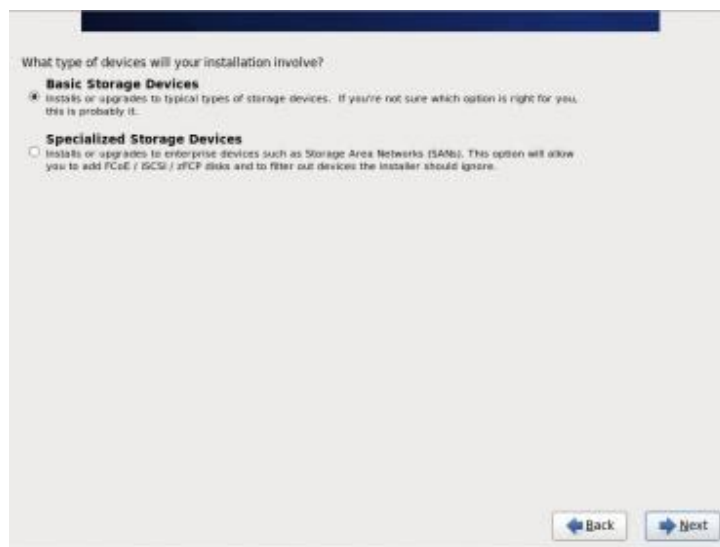 What type of devices will your installation involve?
Basic Storage Devices
Installs or upgrades to typical types of storage devices. If you're not sure which option is right for you,
this is probably it.
Specialized Storage Devices
Installs or upgrades to enterprise devices such as Storage Area Networks (SANs). This option will allow
you to add FCoE / iSCSI / zFCP disks and to filter out devices the installer should ignore.
Back
Next